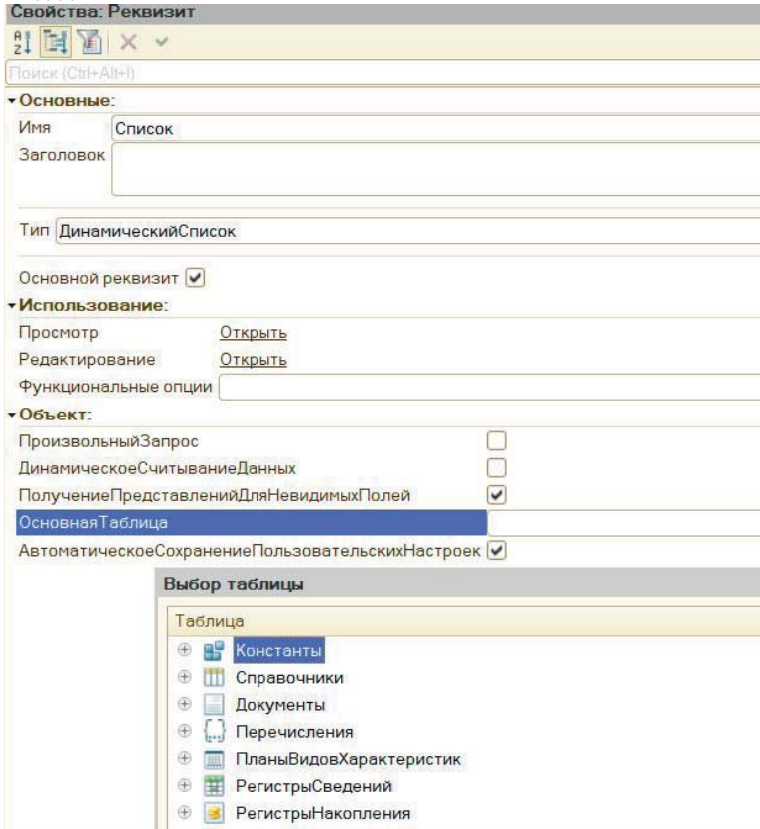 Свойства: Реквизит
Поиск (Ctrl+Alt+I)
Основные:
Имя Список
Заголовок
Тип ДинамическийСписок
Основной реквизит
Использование:
Просмотр Открыть
Редактирование Открыть
Функциональные опции
Объект:
ПроизвольныйЗапрос
ДинамическоеСчитываниеДанных
ПолучениеПредставленийДляНевидимыхПолей
ОсновнаяТаблица
АвтоматическоеСохранениеПользовательскихНастроек
Выбор таблицы
Таблица
Константы
Справочники
Документы
Перечисления
ПланыВидовХарактеристик
РегистрыСведений
РегистрыНакопления